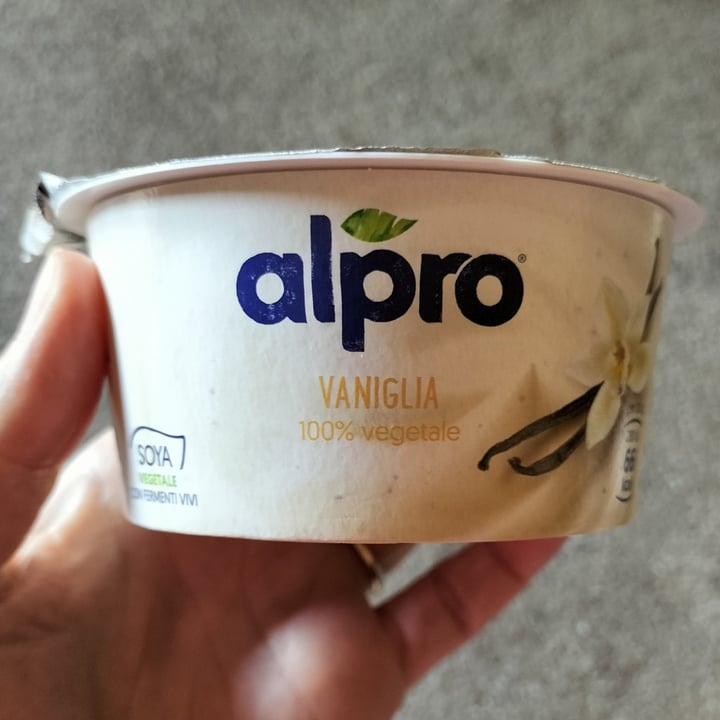 alpro®
VANIGLIA
100% vegetale
SOYA
VEGETALE
CON FERMENTI VIVI